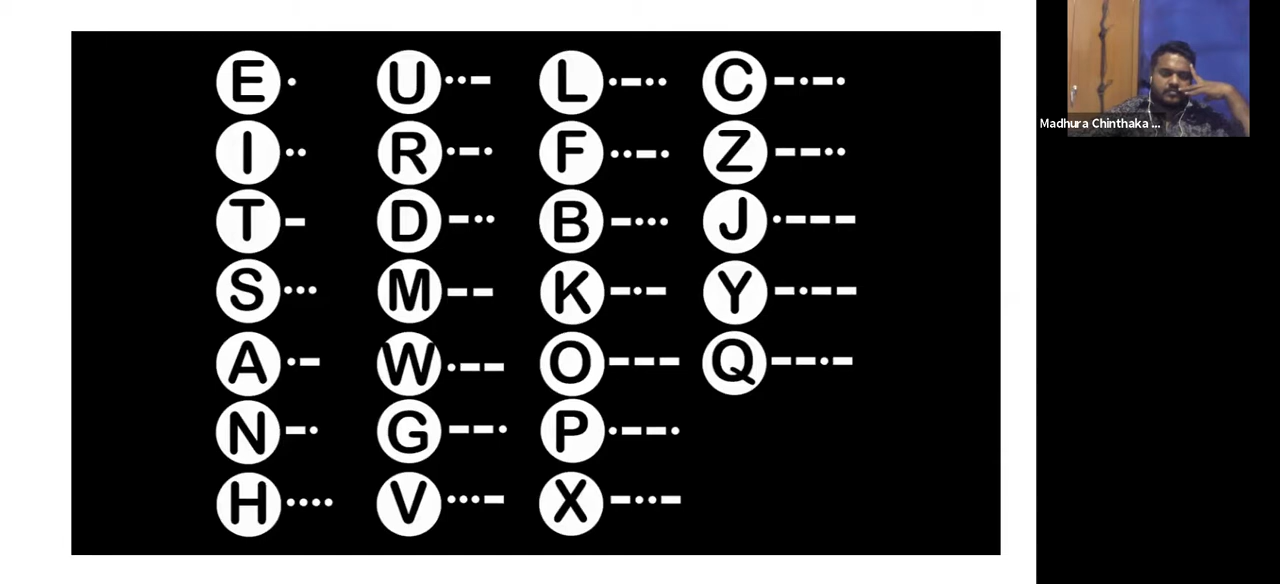 E . U ..- L .-.. C -.-.
I .. R .-. F ..-. Z --..
T - D -.. B -... J .---
S ... M -- K -.- Y -.--
A .- W .-- O --- Q --.-
N -. G --. P .--.
H .... V ...- X -..-
Madhura Chinthaka ...